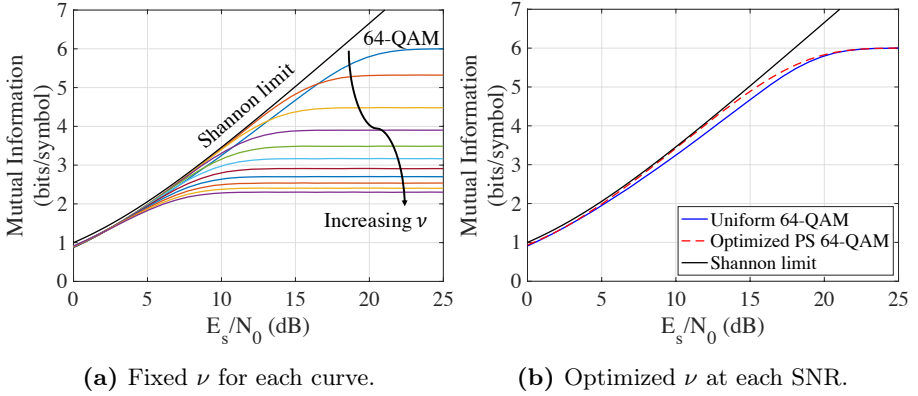 Mutual Information
(bits/symbol)
7
6
5
4
3
2
1
0
64-QAM
Shannon limit
Increasing ν
0 5 10 15 20 25
E_s/N_0 (dB)
(a) Fixed ν for each curve.
Mutual Information
(bits/symbol)
7
6
5
4
3
2
1
0
Uniform 64-QAM
Optimized PS 64-QAM
Shannon limit
0 5 10 15 20 25
E_s/N_0 (dB)
(b) Optimized ν at each SNR.